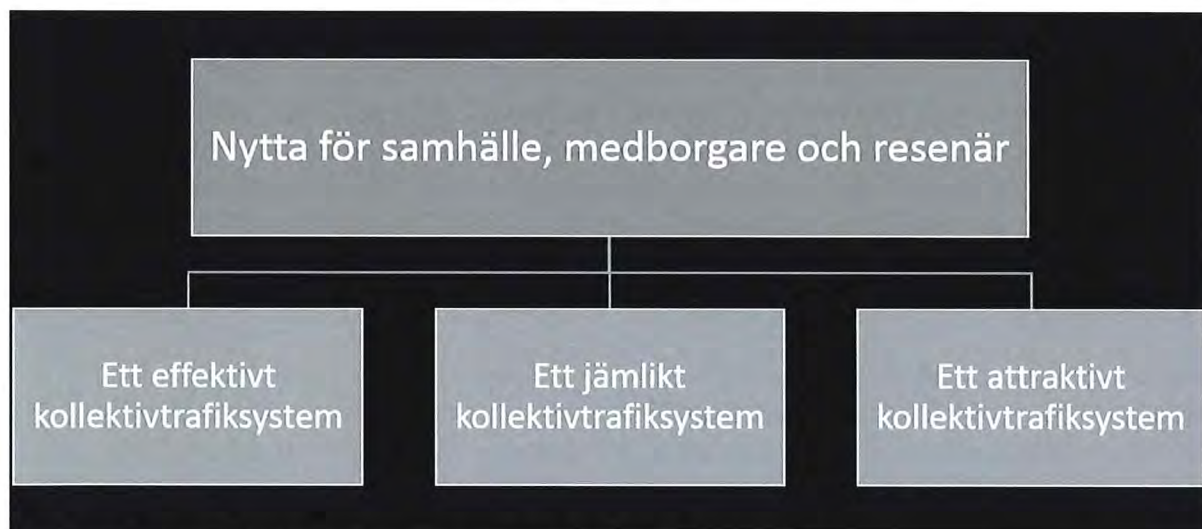 Nytta för samhälle, medborgare och resenär
Ett effektivt
kollektivtrafiksystem
Ett jämlikt
kollektivtrafiksystem
Ett attraktivt
kollektivtrafiksystem